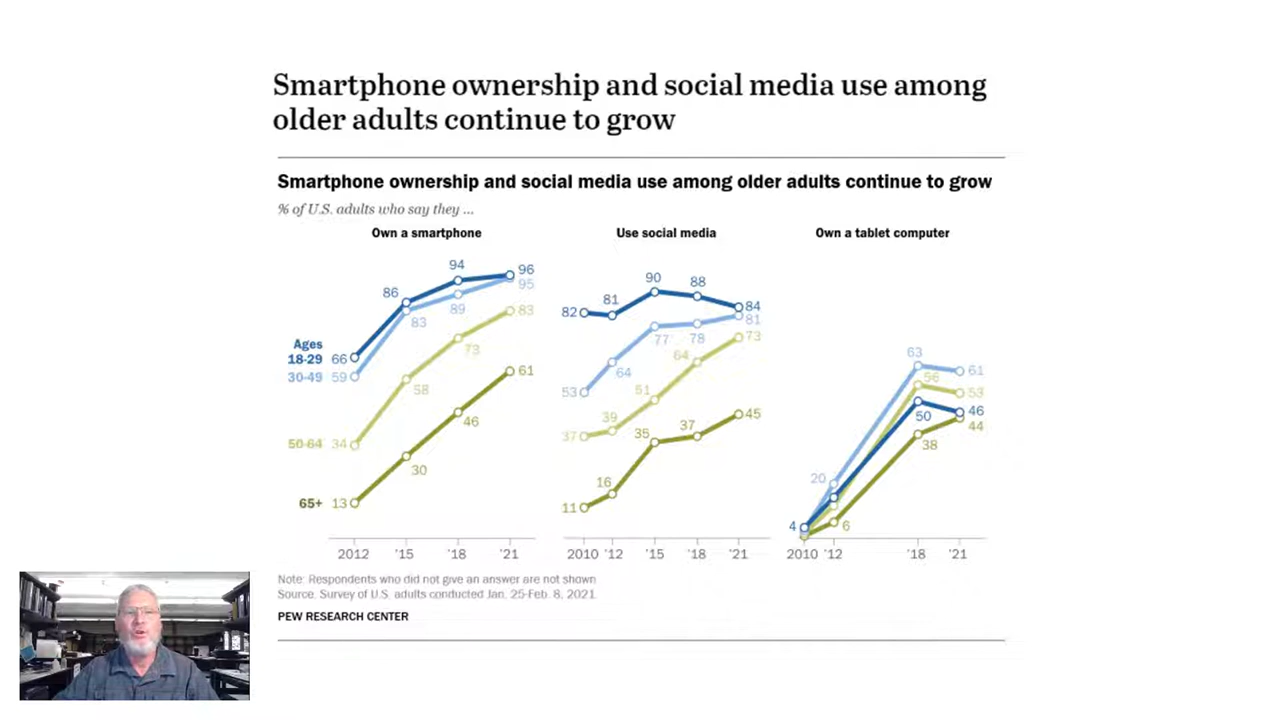 Smartphone ownership and social media use among
older adults continue to grow
Smartphone ownership and social media use among older adults continue to grow
% of U.S. adults who say they ...
Own a smartphone
Ages
18-29 66 86 94 96
30-49 59 83 89 95
50-64 34 58 73 83
65+ 13 30 46 61
2012 '15 '18 '21
Use social media
82 81 90 88 84
53 64 77 78 81
37 39 51 64 73
11 16 35 37 45
2010 '12 '15 '18 '21
Own a tablet computer
20 63 61
56 53
4 50 46
6 38 44
2010 '12 '18 '21
Note: Respondents who did not give an answer are not shown.
Source: Survey of U.S. adults conducted Jan. 25-Feb. 8, 2021.
PEW RESEARCH CENTER